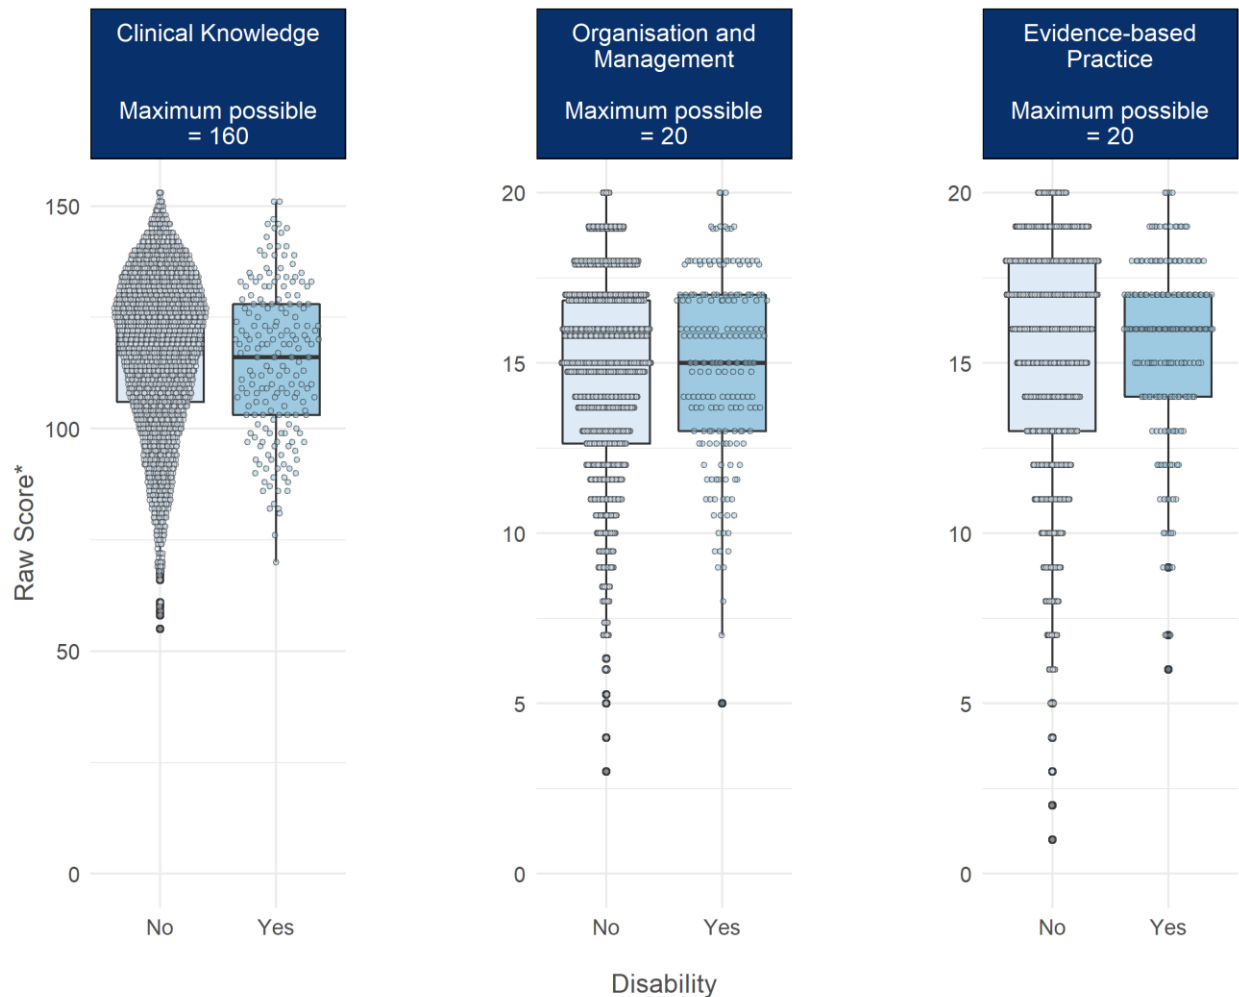 Clinical Knowledge
Maximum possible
= 160
Organisation and
Management
Maximum possible
= 20
Evidence-based
Practice
Maximum possible
= 20
Raw Score*
150
100
50
0
No
Yes
20
15
10
5
0
No
Yes
20
15
10
5
0
No
Yes
Disability